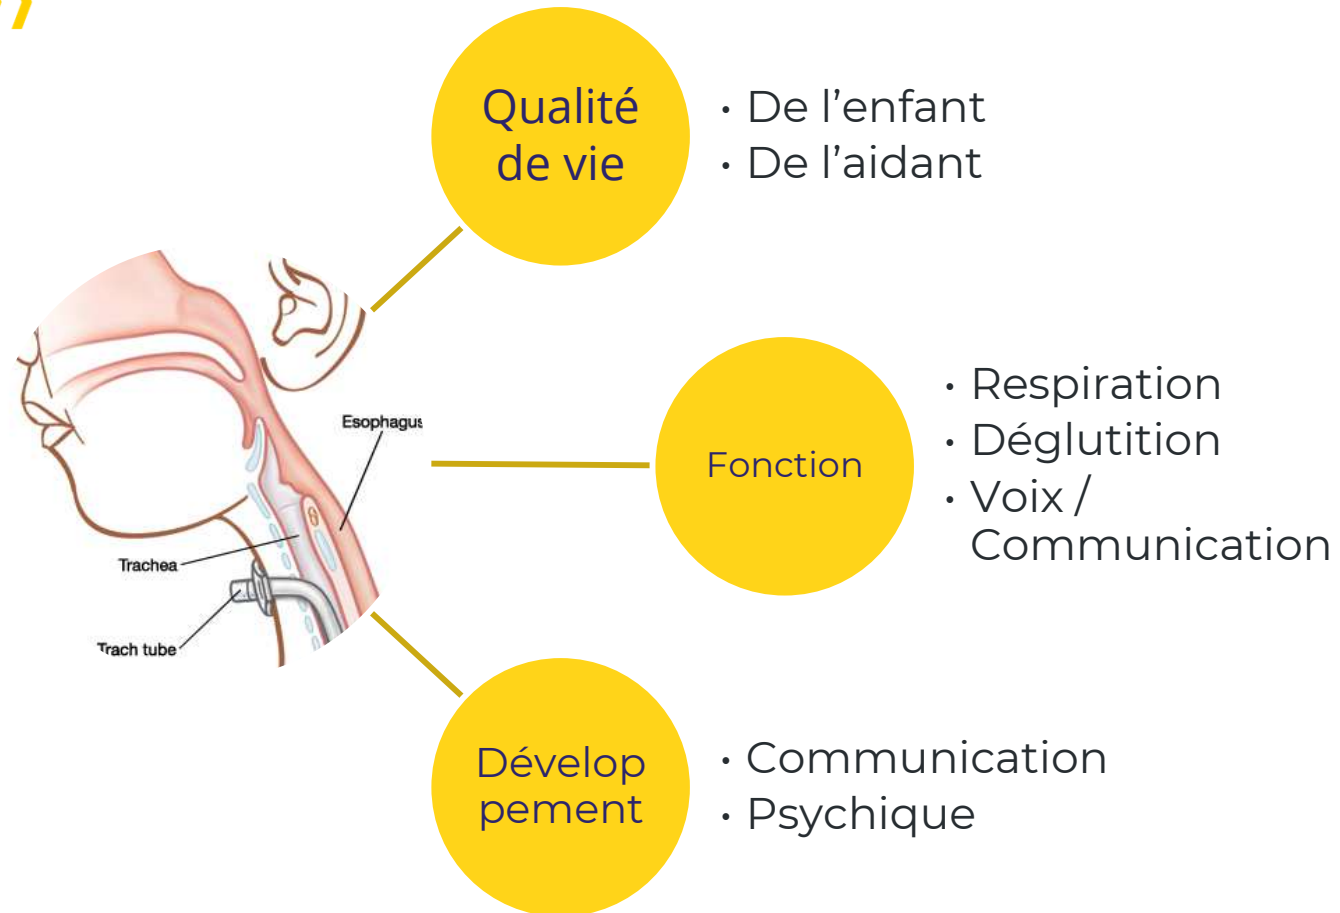 Qualité
de vie
• De l’enfant
• De l’aidant
Esophagus
Trachea
Trach tube
Fonction
• Respiration
• Déglutition
• Voix /
Communication
Dévelop
pement
• Communication
• Psychique